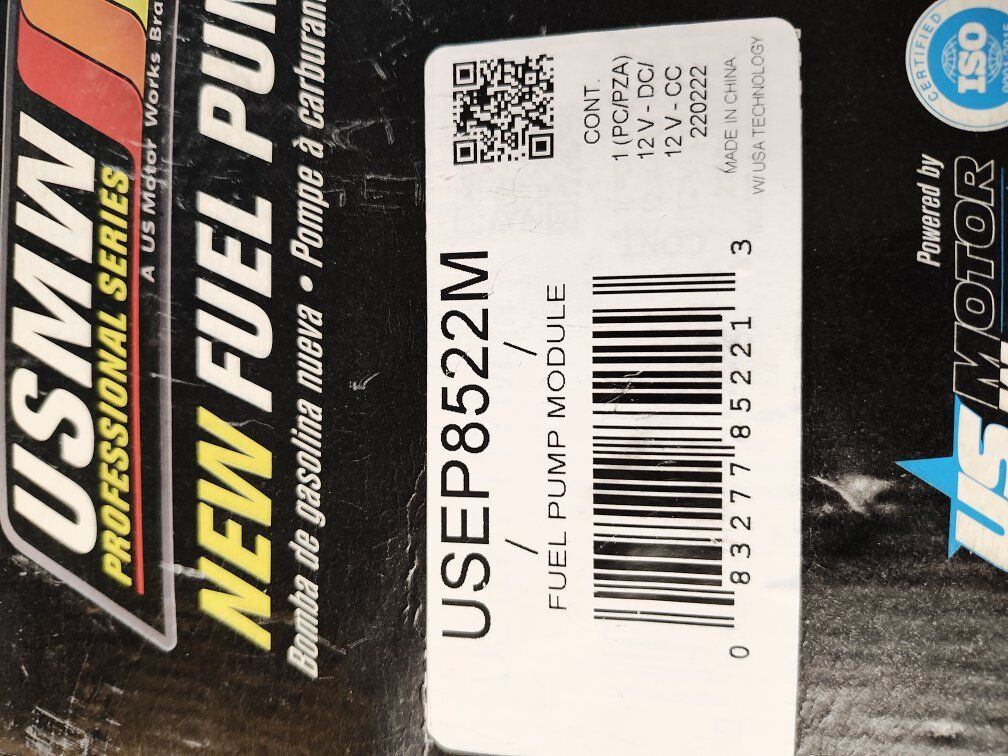 USMW
PROFESSIONAL SERIES
A US Motor Works Bra
NEW FUEL PUM
Bomba de gasolina nueva • Pompe à carburan
USEP8522M
/ /
FUEL PUMP MODULE
0 83277 85221 3
CONT.
1 (PC/PZA)
12 V - DC/
12 V - CC
220222
MADE IN CHINA
W/ USA TECHNOLOGY
CERTIFIED
ISO
Powered by
US MOTOR